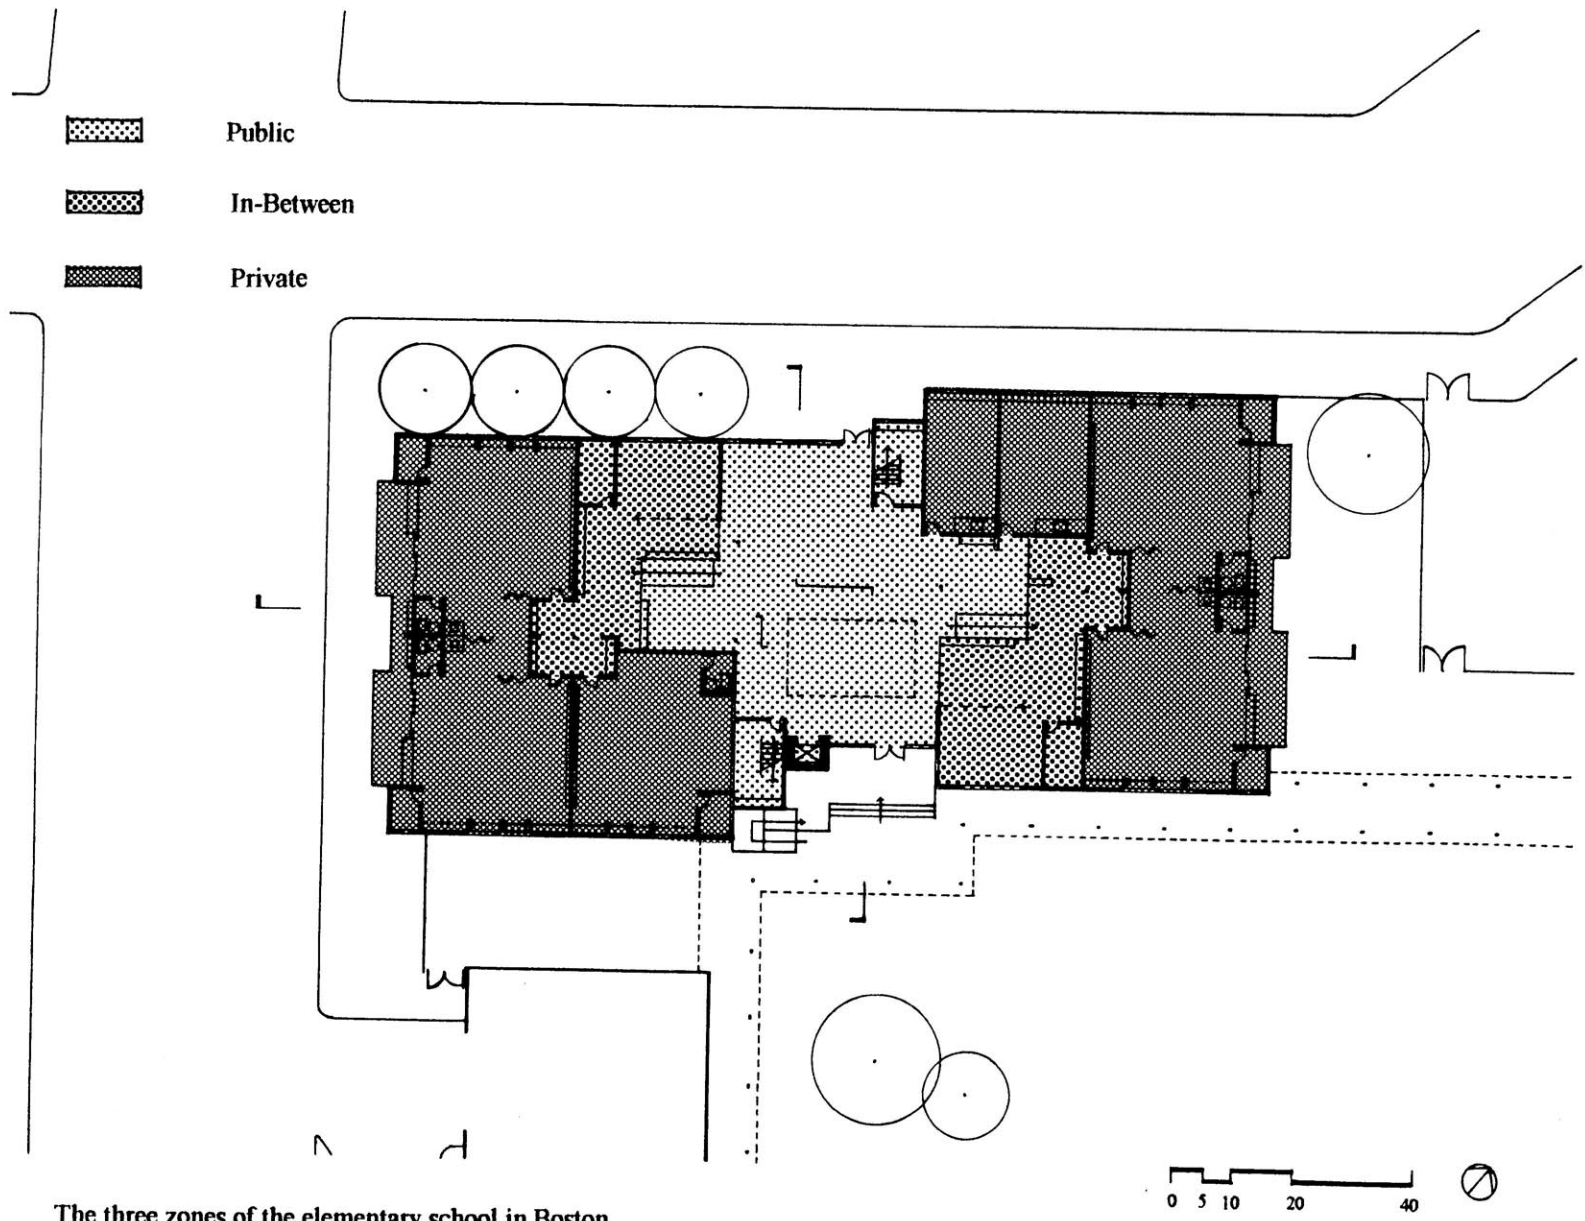 Public
In-Between
Private
0 5 10 20 40
The three zones of the elementary school in Boston